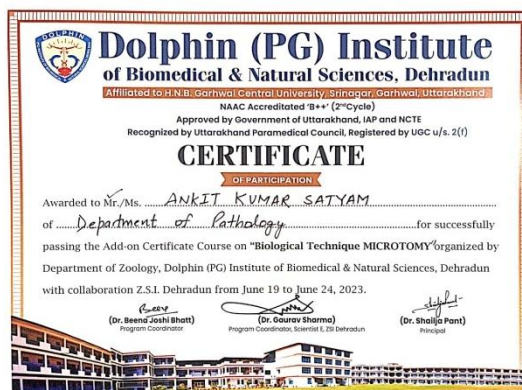 DOLPHIN
Dolphin (PG) Institute
of Biomedical & Natural Sciences, Dehradun
Affiliated to H.N.B. Garhwal Central University, Srinagar, Garhwal, Uttarakhand.
NAAC Accreditated 'B++' (2ndCycle)
Approved by Government of Uttarakhand, IAP and NCTE
Recognized by Uttarakhand Paramedical Council, Registered by UGC u/s. 2(f)
CERTIFICATE
OF PARTICIPATION
Awarded to Mr./Ms. ANKIT KUMAR SATYAM
of Department of Pathology for successfully
passing the Add-on Certificate Course on "Biological Technique MICROTOMY" organized by
Department of Zoology, Dolphin (PG) Institute of Biomedical & Natural Sciences, Dehradun
with collaboration Z.S.I. Dehradun from June 19 to June 24, 2023.
(Dr. Beena Joshi Bhatt) (Dr. Gaurav Sharma) (Dr. Shailja Pant)
Program Coordinator Program Coordinator, Scientist E, ZSI Dehradun Principal